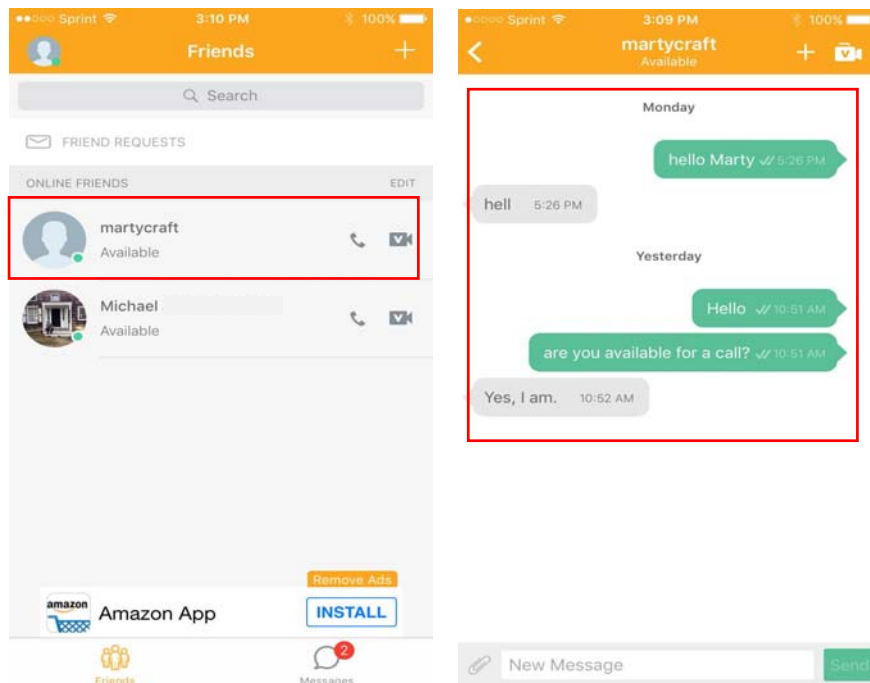 Sprint 3:10 PM 100%
Friends
Search
FRIEND REQUESTS
ONLINE FRIENDS EDIT
martycraft
Available
Michael
Available
Remove Ads
amazon
Amazon App INSTALL
2
Friends Messages
Sprint 3:09 PM 100%
martycraft
Available
Monday
hello Marty 5:26 PM
hell 5:26 PM
Yesterday
Hello 10:51 AM
are you available for a call? 10:51 AM
Yes, I am. 10:52 AM
New Message Send